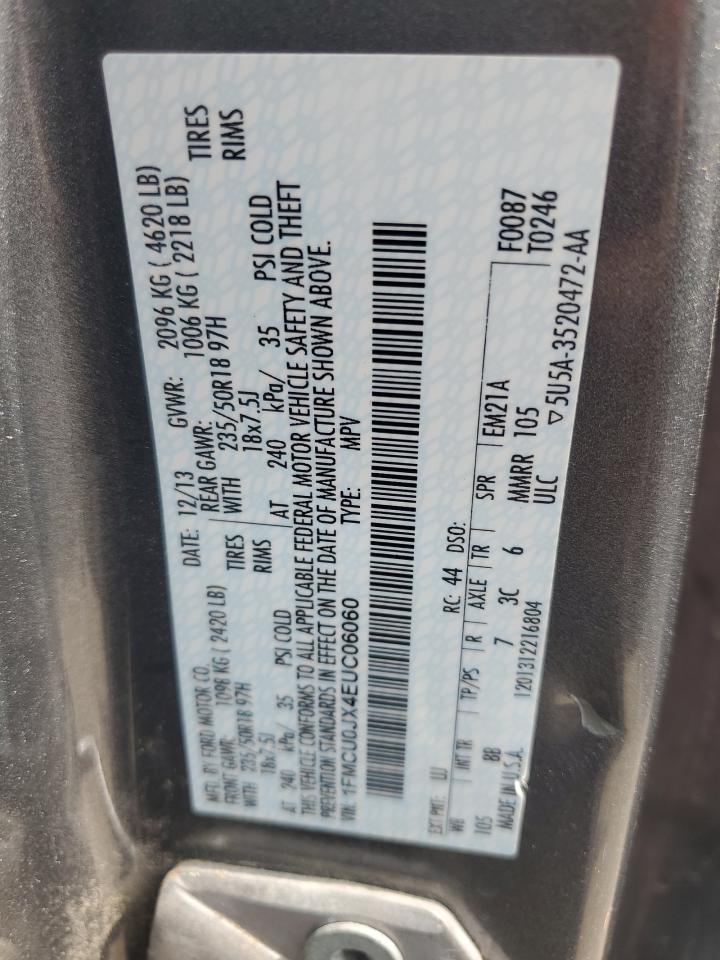 MFD. BY FORD MOTOR CO. DATE: 12/13 GVWR: 2096 KG ( 4620 LB)
FRONT GAWR: 1098 KG ( 2420 LB) REAR GAWR: 1006 KG ( 2218 LB)
WITH 235/50R18 97H TIRES WITH 235/50R18 97H TIRES
18x7.5J RIMS 18x7.5J RIMS
AT 240 kPa/ 35 PSI COLD AT 240 kPa/ 35 PSI COLD
THIS VEHICLE CONFORMS TO ALL APPLICABLE FEDERAL MOTOR VEHICLE SAFETY AND THEFT
PREVENTION STANDARDS IN EFFECT ON THE DATE OF MANUFACTURE SHOWN ABOVE.
VIN: 1FMCU0JX4EUC06060 TYPE: MPV
EXT PNT: UJ RC: 44 DSO: F0087
WB INT TR TP/PS R AXLE TR SPR EM21A T0246
105 8B 7 3C 6 MMRR 105
MADE IN U.S.A. 1201312216804 ULC ▽5U5A-3520472-AA